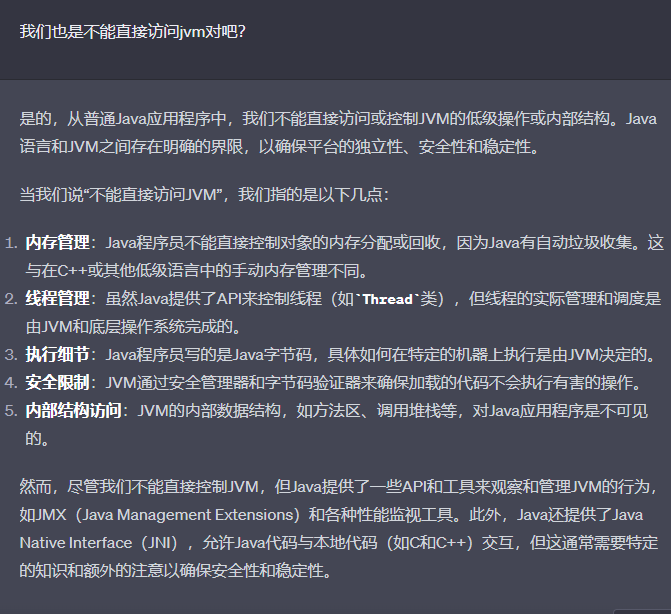 我们也是不能直接访问jvm对吧？
是的，从普通Java应用程序中，我们不能直接访问或控制JVM的低级操作或内部结构。Java
语言和JVM之间存在明确的界限，以确保平台的独立性、安全性和稳定性。
当我们说“不能直接访问JVM”，我们指的是以下几点：
1. 内存管理：Java程序员不能直接控制对象的内存分配或回收，因为Java有自动垃圾收集。这
与在C++或其他低级语言中的手动内存管理不同。
2. 线程管理：虽然Java提供了API来控制线程（如`Thread`类），但线程的实际管理和调度是
由JVM和底层操作系统完成的。
3. 执行细节：Java程序员写的是Java字节码，具体如何在特定的机器上执行是由JVM决定的。
4. 安全限制：JVM通过安全管理器和字节码验证器来确保加载的代码不会执行有害的操作。
5. 内部结构访问：JVM的内部数据结构，如方法区、调用堆栈等，对Java应用程序是不可见
的。
然而，尽管我们不能直接控制JVM，但Java提供了一些API和工具来观察和管理JVM的行为，
如JMX（Java Management Extensions）和各种性能监视工具。此外，Java还提供了Java
Native Interface（JNI），允许Java代码与本地代码（如C和C++）交互，但这通常需要特定
的知识和额外的注意以确保安全性和稳定性。